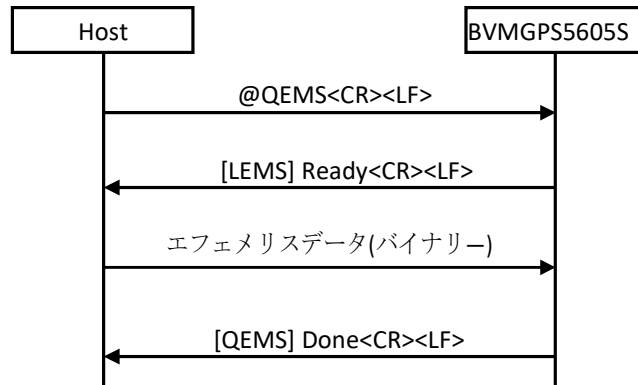 Host
BVMGPS5605S
@QEMS<CR><LF>
[LEMS] Ready<CR><LF>
エフェメリスデータ(バイナリー)
[QEMS] Done<CR><LF>